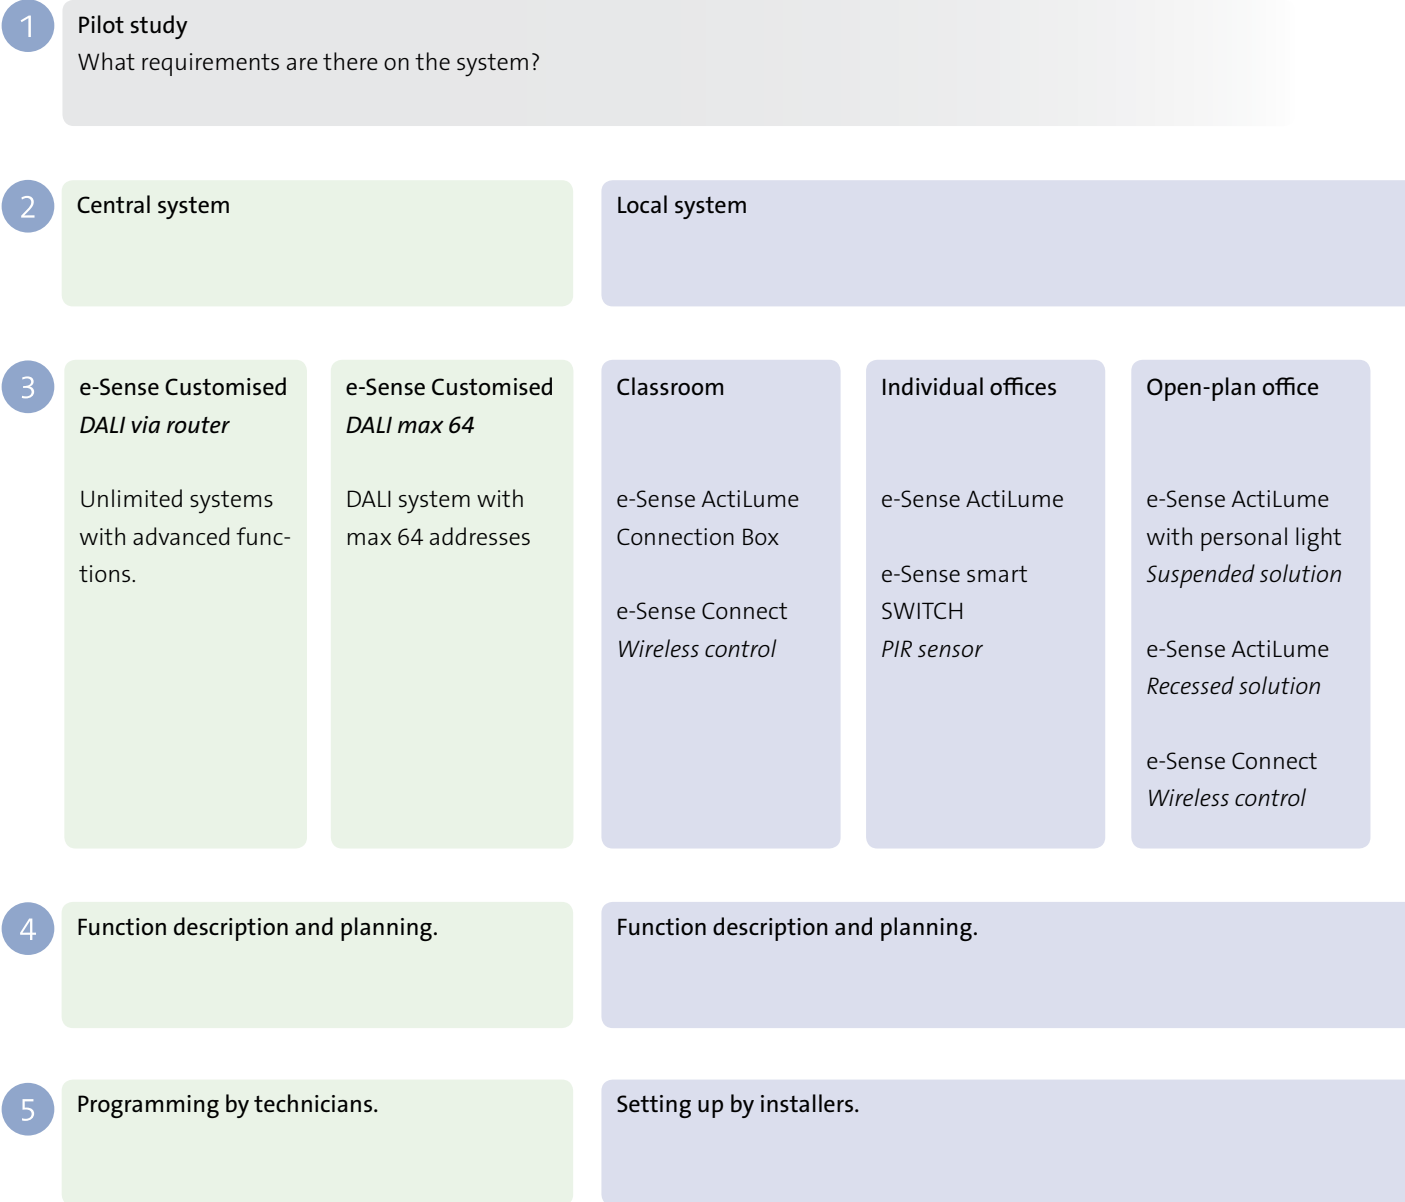 1
Pilot study
What requirements are there on the system?
2
Central system
Local system
3
e-Sense Customised
DALI via router
Unlimited systems
with advanced func-
tions.
e-Sense Customised
DALI max 64
DALI system with
max 64 addresses
Classroom
e-Sense ActiLume
Connection Box
e-Sense Connect
Wireless control
Individual offices
e-Sense ActiLume
e-Sense smart
SWITCH
PIR sensor
Open-plan office
e-Sense ActiLume
with personal light
Suspended solution
e-Sense ActiLume
Recessed solution
e-Sense Connect
Wireless control
4
Function description and planning.
Function description and planning.
5
Programming by technicians.
Setting up by installers.